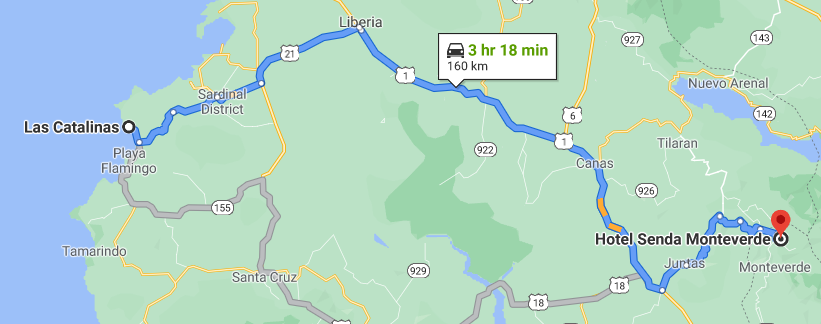 Liberia
143
927
21
3 hr 18 min
160 km
1
Nuevo Arenal
Sardinal
District
6
142
Las Catalinas
1
Playa
Flamingo
922
Canas
Tilaran
926
155
Hotel Senda Monteverde
Tamarindo
Juntas
Monteverde
Santa Cruz
929
18
18